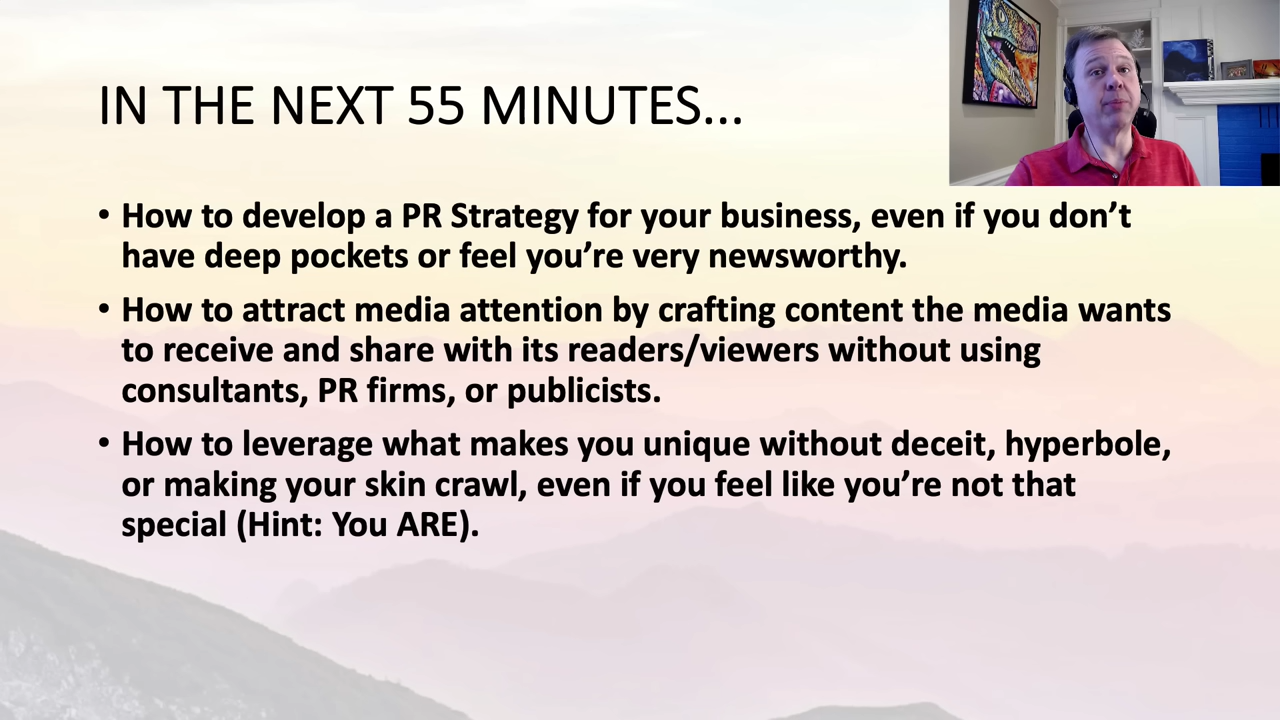 IN THE NEXT 55 MINUTES...
• How to develop a PR Strategy for your business, even if you don’t
have deep pockets or feel you’re very newsworthy.
• How to attract media attention by crafting content the media wants
to receive and share with its readers/viewers without using
consultants, PR firms, or publicists.
• How to leverage what makes you unique without deceit, hyperbole,
or making your skin crawl, even if you feel like you’re not that
special (Hint: You ARE).